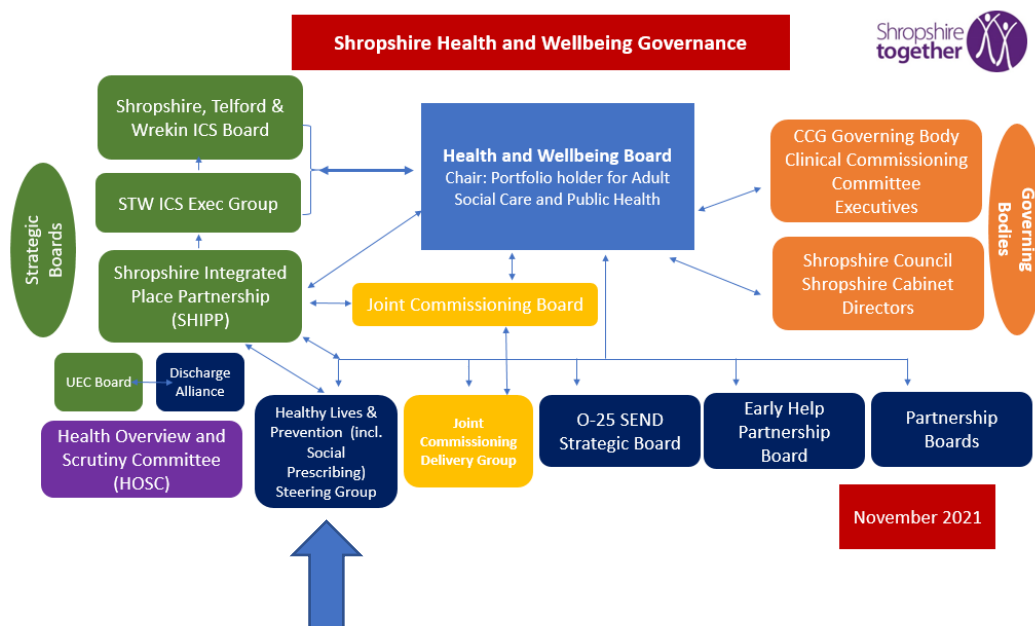 Shropshire Health and Wellbeing Governance
Shropshire
together
Shropshire, Telford &
Wrekin ICS Board
STW ICS Exec Group
Shropshire Integrated
Place Partnership
(SHIPP)
Strategic
Boards
Health and Wellbeing Board
Chair: Portfolio holder for Adult
Social Care and Public Health
Joint Commissioning Board
CCG Governing Body
Clinical Commissioning
Committee
Executives
Shropshire Council
Shropshire Cabinet
Directors
Governing
Bodies
UEC Board
Discharge
Alliance
Health Overview and
Scrutiny Committee
(HOSC)
Healthy Lives &
Prevention (incl.
Social
Prescribing)
Steering Group
Joint
Commissioning
Delivery Group
O-25 SEND
Strategic Board
Early Help
Partnership
Board
Partnership
Boards
November 2021